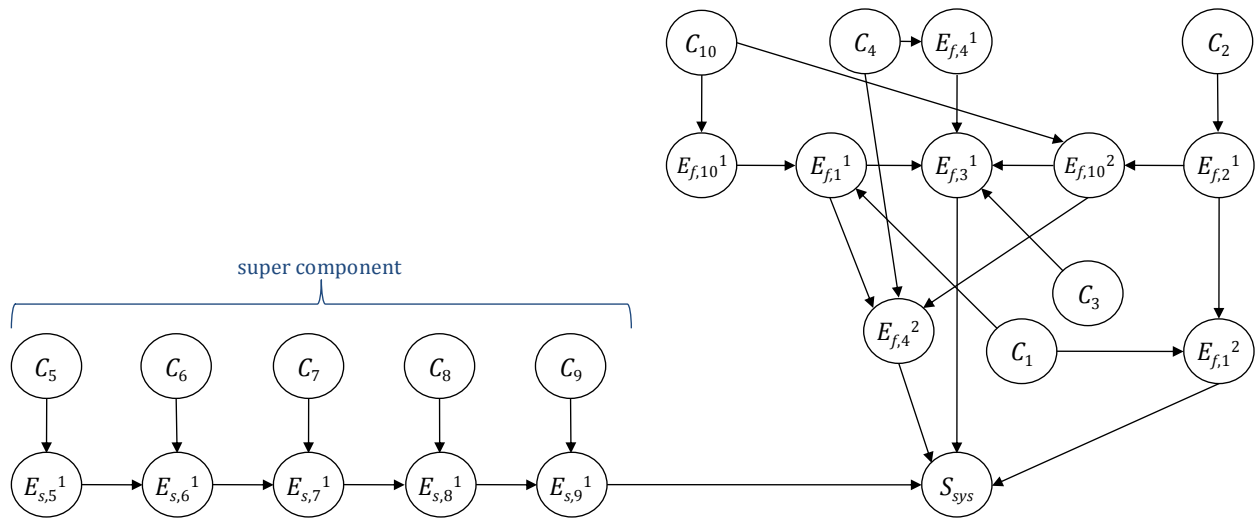 C10 C4 Ef,4^1 C2
Ef,10^1 Ef,1^1 Ef,3^1 Ef,10^2 Ef,2^1
super component
C3
Ef,4^2 C1 Ef,1^2
C5 C6 C7 C8 C9
Es,5^1 Es,6^1 Es,7^1 Es,8^1 Es,9^1 Ssys